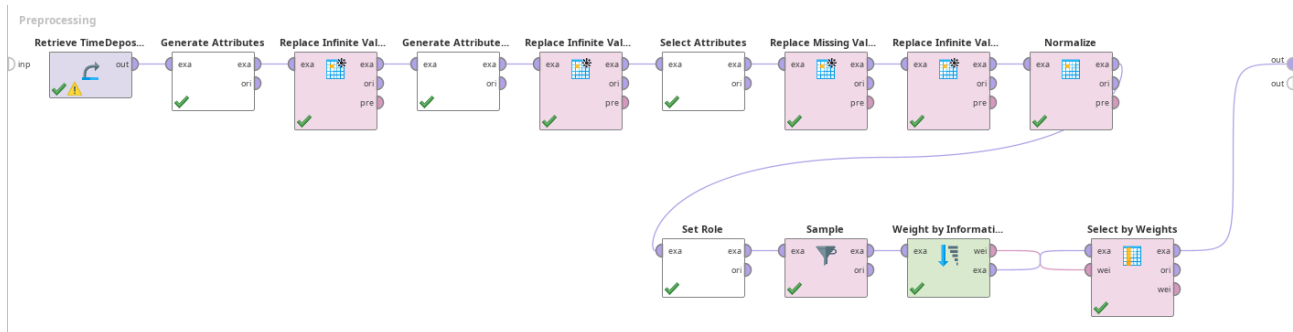 Preprocessing
Retrieve TimeDepos... Generate Attributes Replace Infinite Val... Generate Attribute... Replace Infinite Val... Select Attributes Replace Missing Val... Replace Infinite Val... Normalize
inp out exa exa exa exa exa exa exa exa exa exa exa exa exa exa exa exa out
ori ori ori ori ori ori ori ori out
pre pre pre pre pre
Set Role Sample Weight by Informati... Select by Weights
exa exa exa exa exa wei exa exa
ori ori exa wei ori
wei